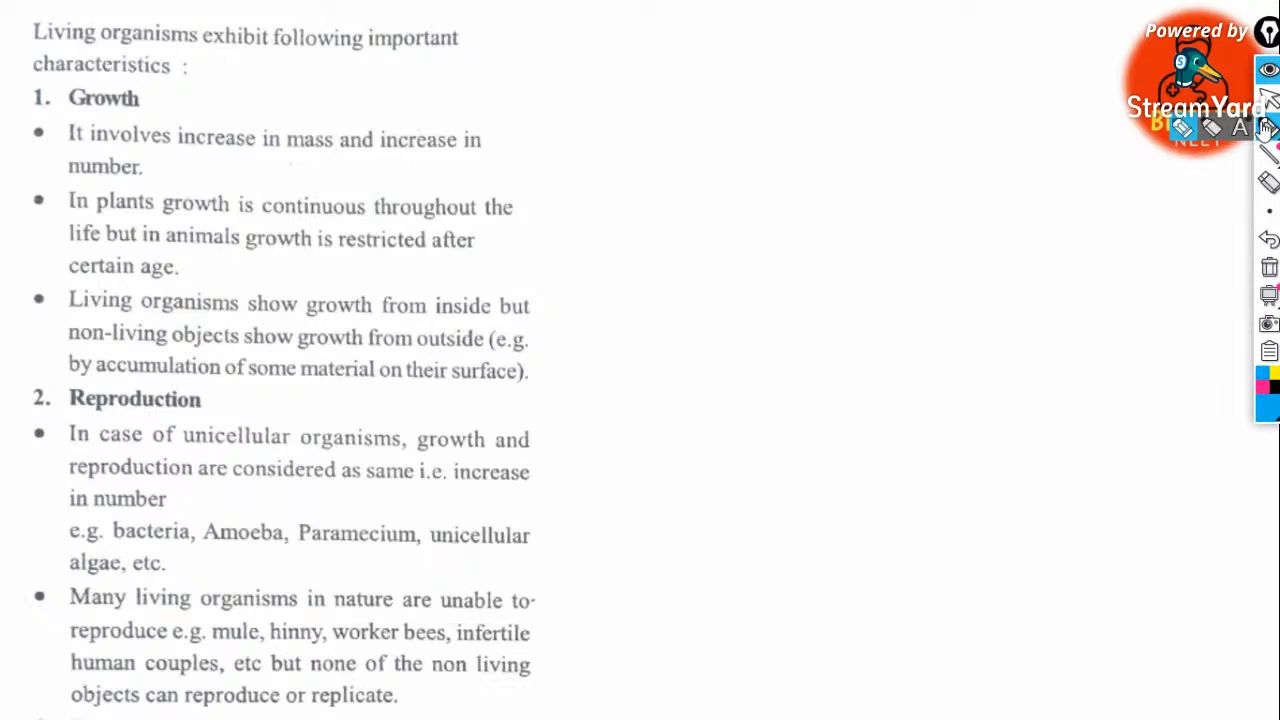 Living organisms exhibit following important
characteristics :
1. Growth
• It involves increase in mass and increase in
number.
• In plants growth is continuous throughout the
life but in animals growth is restricted after
certain age.
• Living organisms show growth from inside but
non-living objects show growth from outside (e.g.
by accumulation of some material on their surface).
2. Reproduction
• In case of unicellular organisms, growth and
reproduction are considered as same i.e. increase
in number
e.g. bacteria, Amoeba, Paramecium, unicellular
algae, etc.
• Many living organisms in nature are unable to
reproduce e.g. mule, hinny, worker bees, infertile
human couples, etc but none of the non living
objects can reproduce or replicate.
Powered by
StreamYard
NEET
A